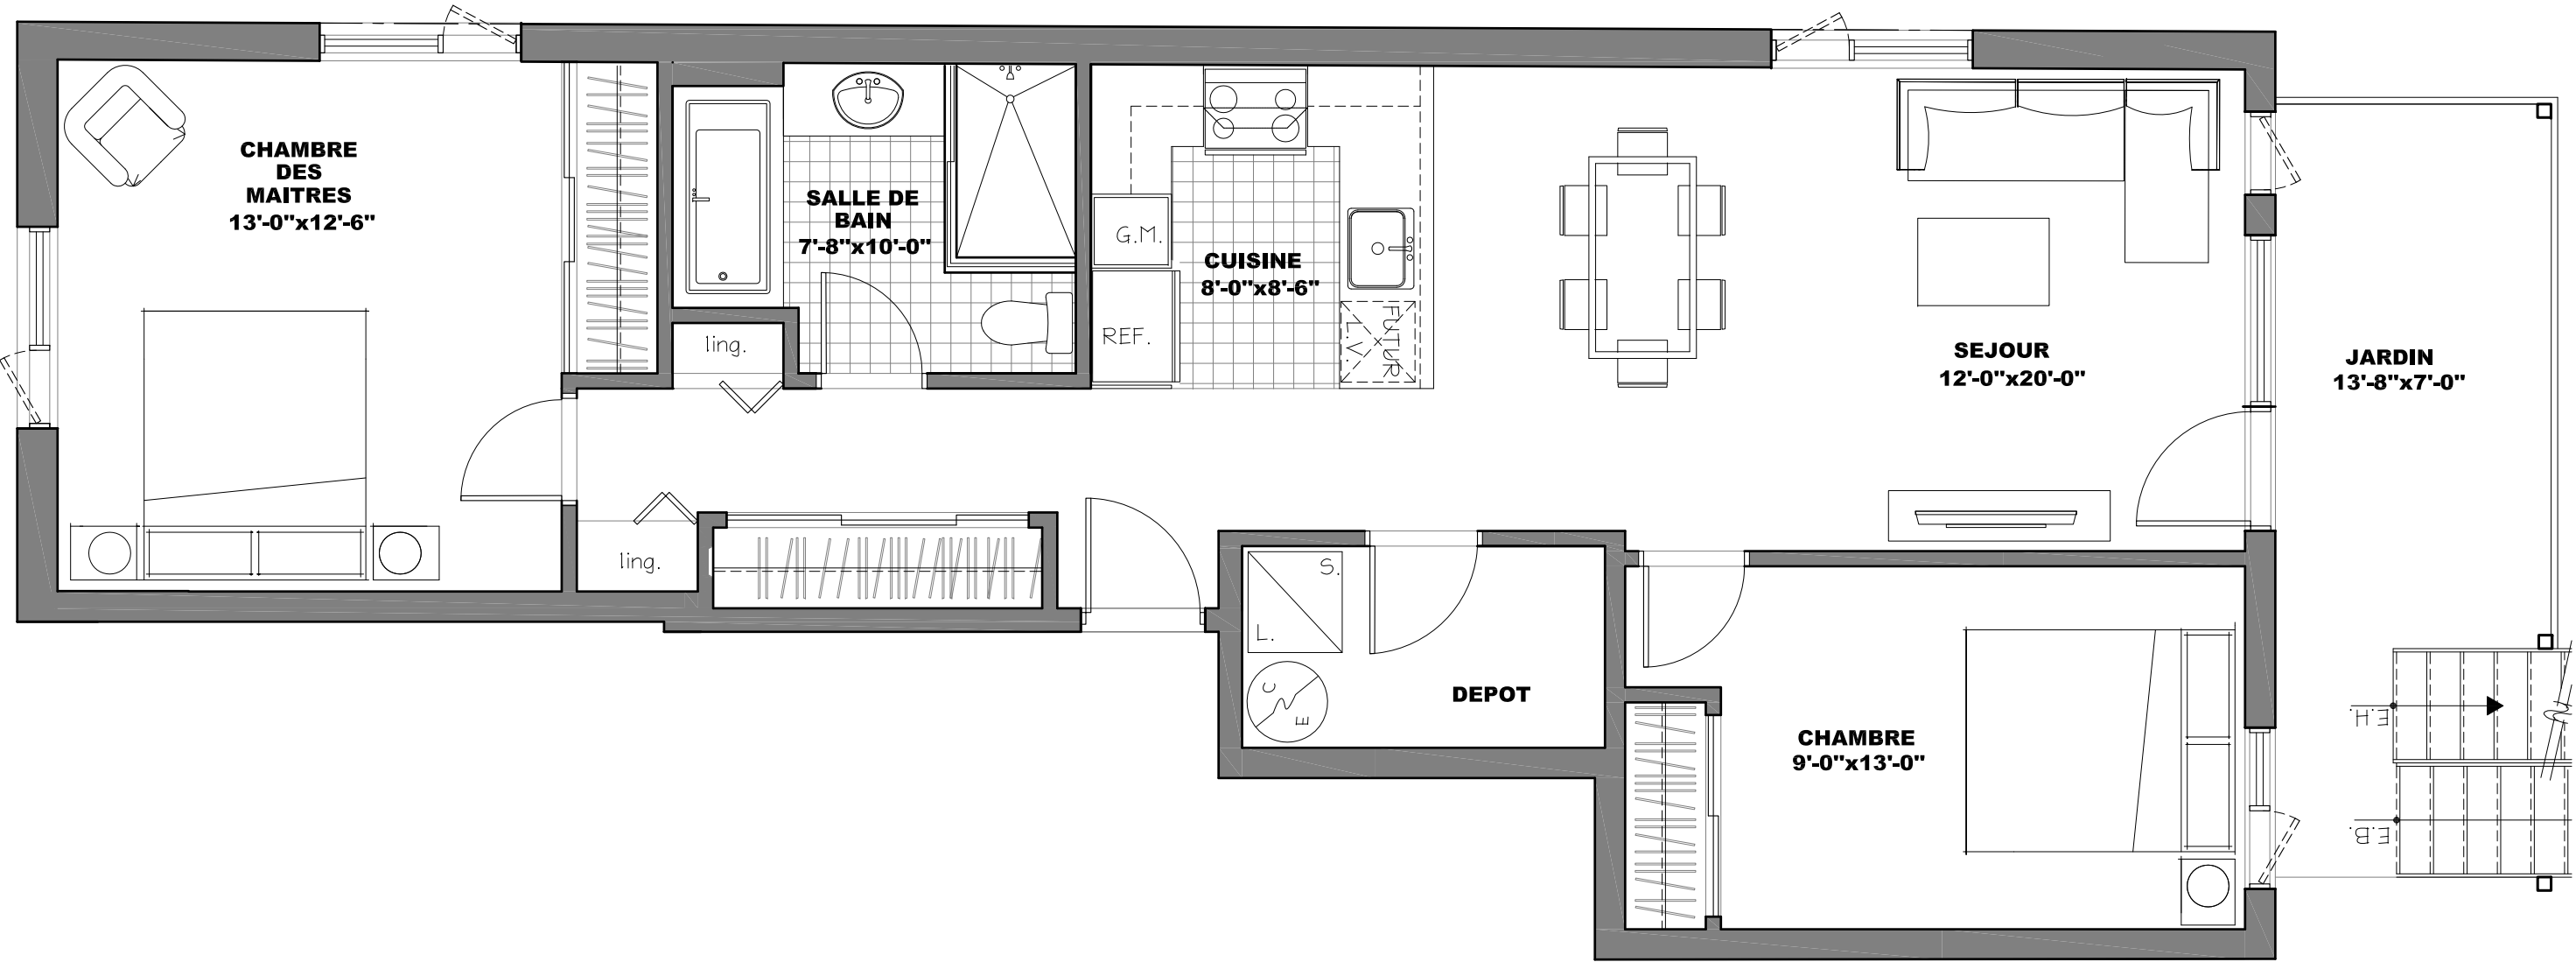 CHAMBRE
DES
MAITRES
13'-0"x12'-6"
SALLE DE
BAIN
7'-8"x10'-0"
ling.
ling.
G.M.
REF.
CUISINE
8'-0"x8'-6"
FUTUR
L.V.
SEJOUR
12'-0"x20'-0"
JARDIN
13'-8"x7'-0"
S.
L.
C
E
DEPOT
CHAMBRE
9'-0"x13'-0"
E.H.
E.B.